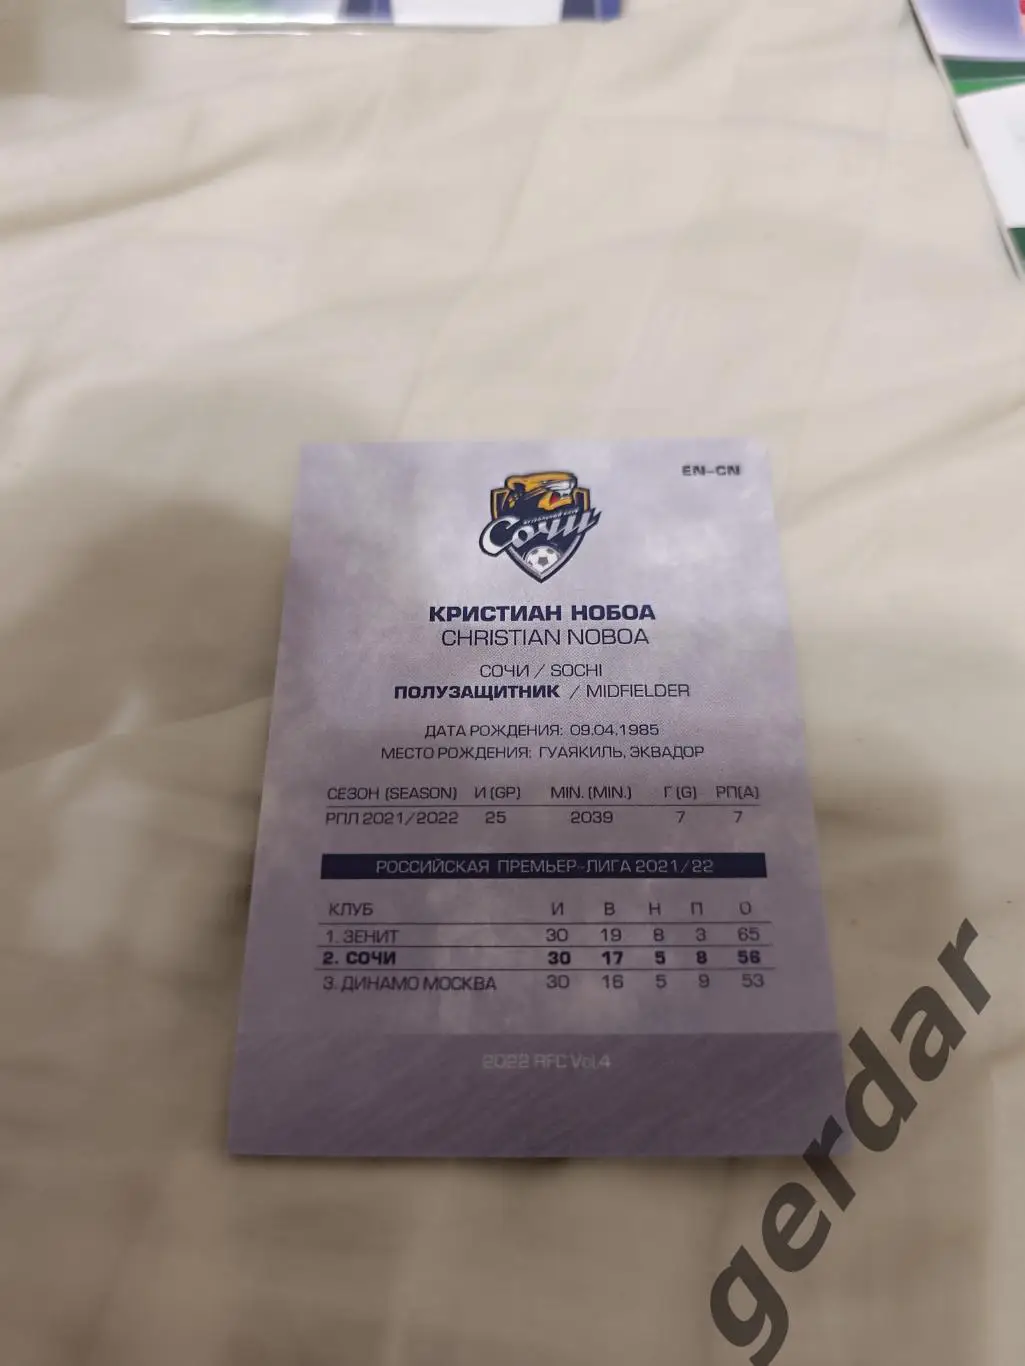 EN-CN
ФУТБОЛЬНЫЙ КЛУБ
Сочи
КРИСТИАН НОБОА
CHRISTIAN NOBOA
СОЧИ / SOCHI
ПОЛУЗАЩИТНИК / MIDFIELDER
ДАТА РОЖДЕНИЯ: 09.04.1985
МЕСТО РОЖДЕНИЯ: ГУАЯКИЛЬ, ЭКВАДОР
СЕЗОН (SEASON) И (GP) MIN. (MIN.) Г (G) РП(А)
РПЛ 2021/2022 25 2039 7 7
РОССИЙСКАЯ ПРЕМЬЕР-ЛИГА 2021/22
КЛУБ И В Н П О
1. ЗЕНИТ 30 19 8 3 65
2. СОЧИ 30 17 5 8 56
3. ДИНАМО МОСКВА 30 16 5 9 53
2022 RFC Vol.4
gerdar